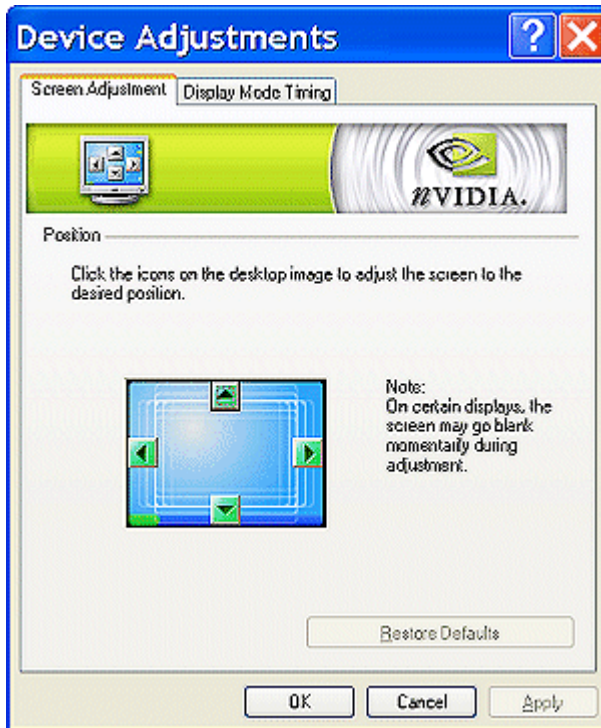 Device Adjustments
Screen Adjustment
Display Mode Timing
nVIDIA.
Position
Click the icons on the desktop image to adjust the screen to the
desired position.
Note:
On certain displays, the
screen may go blank
momentarily during
adjustment.
Restore Defaults
OK
Cancel
Apply